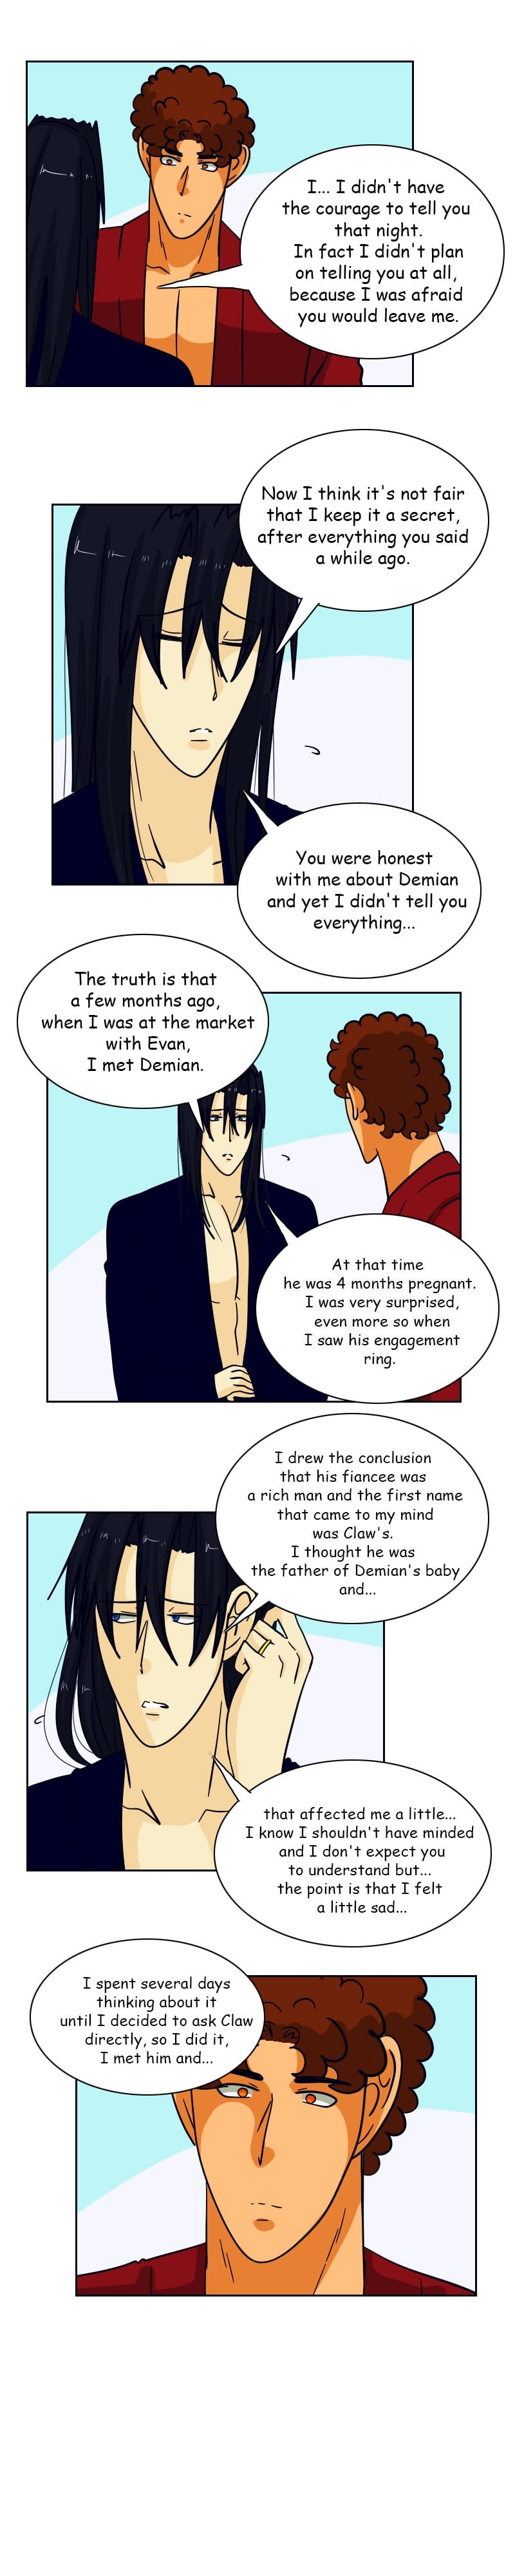 I... I didn't have
the courage to tell you
that night.
In fact I didn't plan
on telling you at all,
because I was afraid
you would leave me.
Now I think it's not fair
that I keep it a secret,
after everything you said
a while ago.
You were honest
with me about Demian
and yet I didn't tell you
everything...
The truth is that
a few months ago,
when I was at the market
with Evan,
I met Demian.
At that time
he was 4 months pregnant.
I was very surprised,
even more so when
I saw his engagement
ring.
I drew the conclusion
that his fiancee was
a rich man and the first name
that came to my mind
was Claw's.
I thought he was
the father of Demian's baby
and...
that affected me a little...
I know I shouldn't have minded
and I don't expect you
to understand but...
the point is that I felt
a little sad...
I spent several days
thinking about it
until I decided to ask Claw
directly, so I did it,
I met him and...